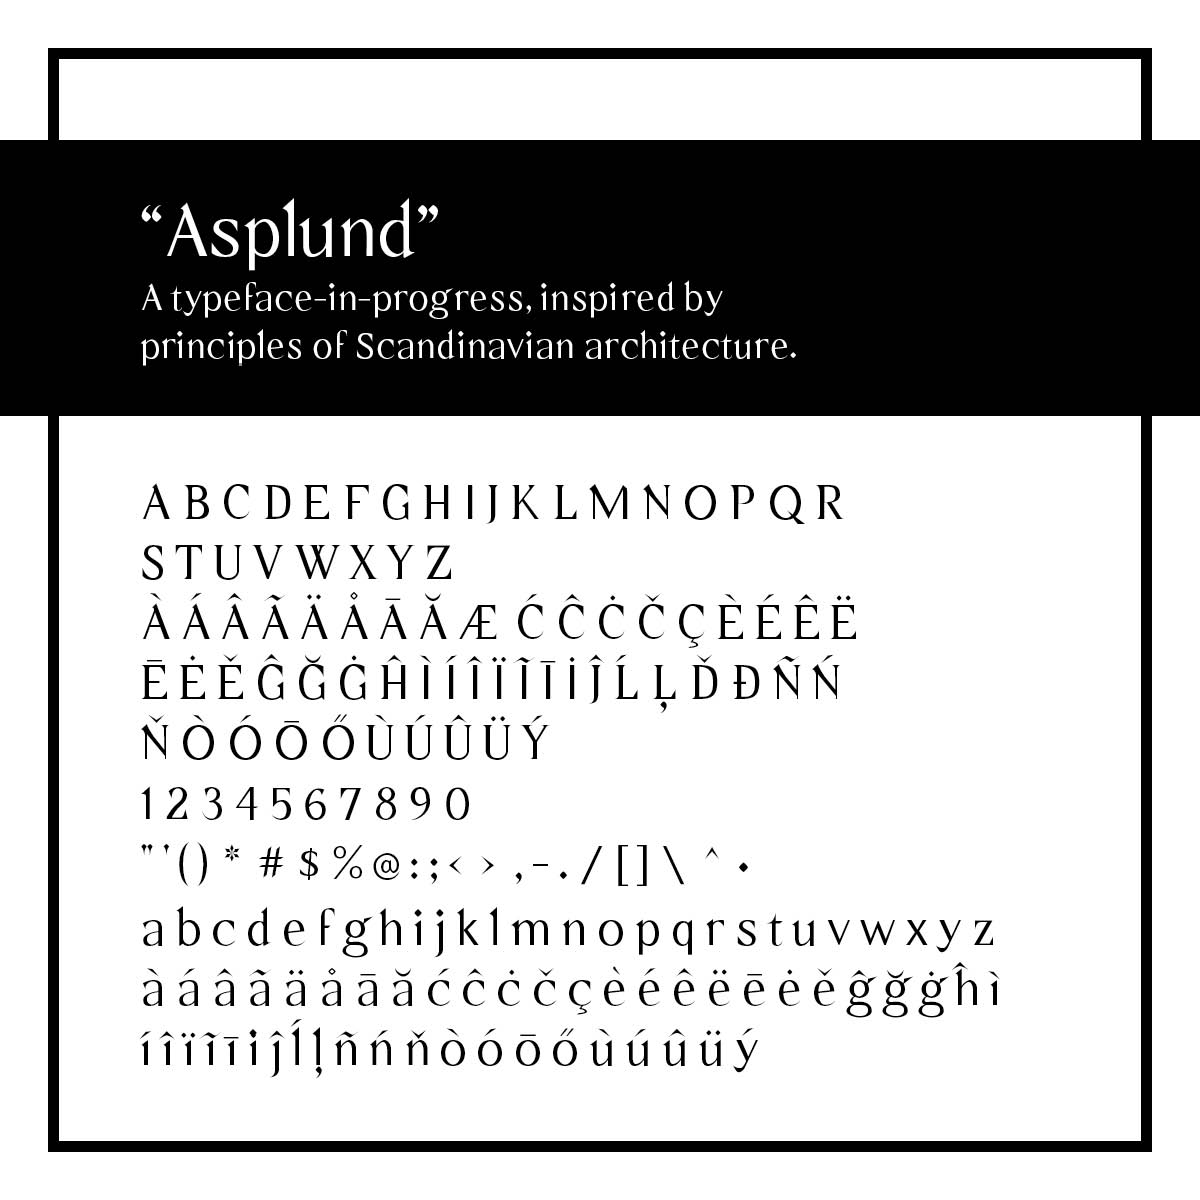 “Asplund”
A typeface-in-progress, inspired by
principles of Scandinavian architecture.
A B C D E F G H I J K L M N O P Q R
S T U V W X Y Z
À Á Â Ã Ä Å Ā Ă Æ Ć Ĉ Ċ Č Ç È É Ê Ë
Ē Ė Ě Ĝ Ğ Ġ Ĥ Ì Í Î Ï Ĩ Ī İ Ĵ Ĺ Ļ Ď Đ Ñ Ń
Ň Ò Ó Ō Ő Ù Ú Û Ü Ý
1 2 3 4 5 6 7 8 9 0
" ' ( ) * # $ % @ : ; ‹ › , - . / [ ] \ ^ ·
a b c d e f g h i j k l m n o p q r s t u v w x y z
à á â ã ä å ā ă ć ĉ ċ č ç è é ê ë ē ė ě ĝ ğ ġ ĥ ì
í î ï ĩ ī i ĵ ĺ ļ ñ ń ň ò ó ō ő ù ú û ü ý